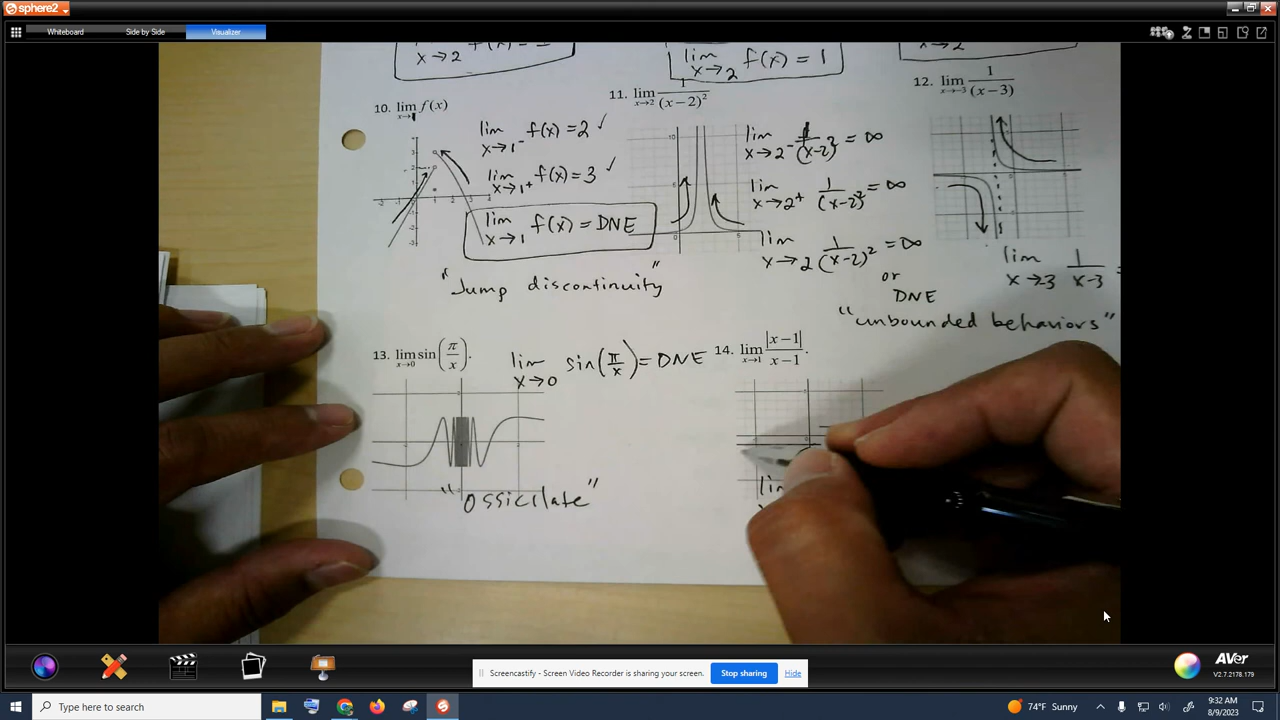 sphere2
Whiteboard Side by Side Visualizer
x→2
lim f(x) = 1
x→2
x→2
10. lim f(x)
x→1
lim f(x) = 2 ✓
x→1⁻
lim f(x) = 3 ✓
x→1⁺
lim f(x) = DNE
x→1
"Jump discontinuity"
11. lim 1/(x−2)²
x→2
lim 1/(x-2)² = ∞
x→2⁻
lim 1/(x-2)² = ∞
x→2⁺
lim 1/(x-2)² = ∞
x→2
or
DNE
"unbounded behaviors"
12. lim 1/(x−3)
x→−3
lim 1/x-3 =
x→-3
13. lim sin(π/x).
x→0
lim sin(π/x) = DNE
x→0
"ossicilate"
14. lim |x−1|/x−1.
x→1
lim
Screencastify - Screen Video Recorder is sharing your screen. Stop sharing Hide
AVer
V2.7.2178.179
Type here to search
74°F Sunny
9:32 AM
8/9/2023